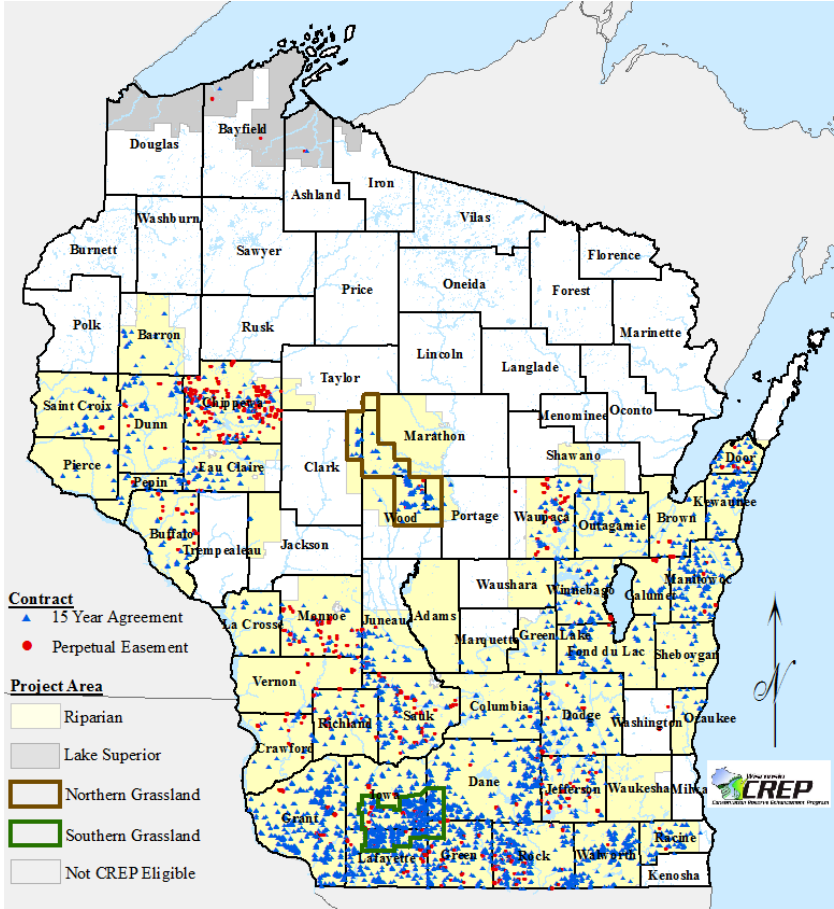 Douglas
Bayfield
Ashland
Iron
Vilas
Washburn
Burnett
Sawyer
Florence
Oneida
Forest
Price
Polk
Barron
Rusk
Marinette
Lincoln
Langlade
Taylor
Saint Croix
Chippewa
Oconto
Menominee
Dunn
Marathon
Shawano
Door
Pierce
Eau Claire
Clark
Pepin
Kewaunee
Wood
Portage
Waupaca
Outagamie
Brown
Buffalo
Trempealeau
Jackson
Waushara
Winnebago
Calumet
Manitowoc
Monroe
La Crosse
Juneau
Adams
Marquette
Green Lake
Fond du Lac
Sheboygan
Vernon
Richland
Sauk
Columbia
Dodge
Washington
Ozaukee
Crawford
Iowa
Dane
Jefferson
Waukesha
Milwa
Grant
Lafayette
Green
Rock
Walworth
Racine
Kenosha
Contract
15 Year Agreement
Perpetual Easement
Project Area
Riparian
Lake Superior
Northern Grassland
Southern Grassland
Not CREP Eligible
N
Wisconsin
CREP
Conservation Reserve Enhancement Program